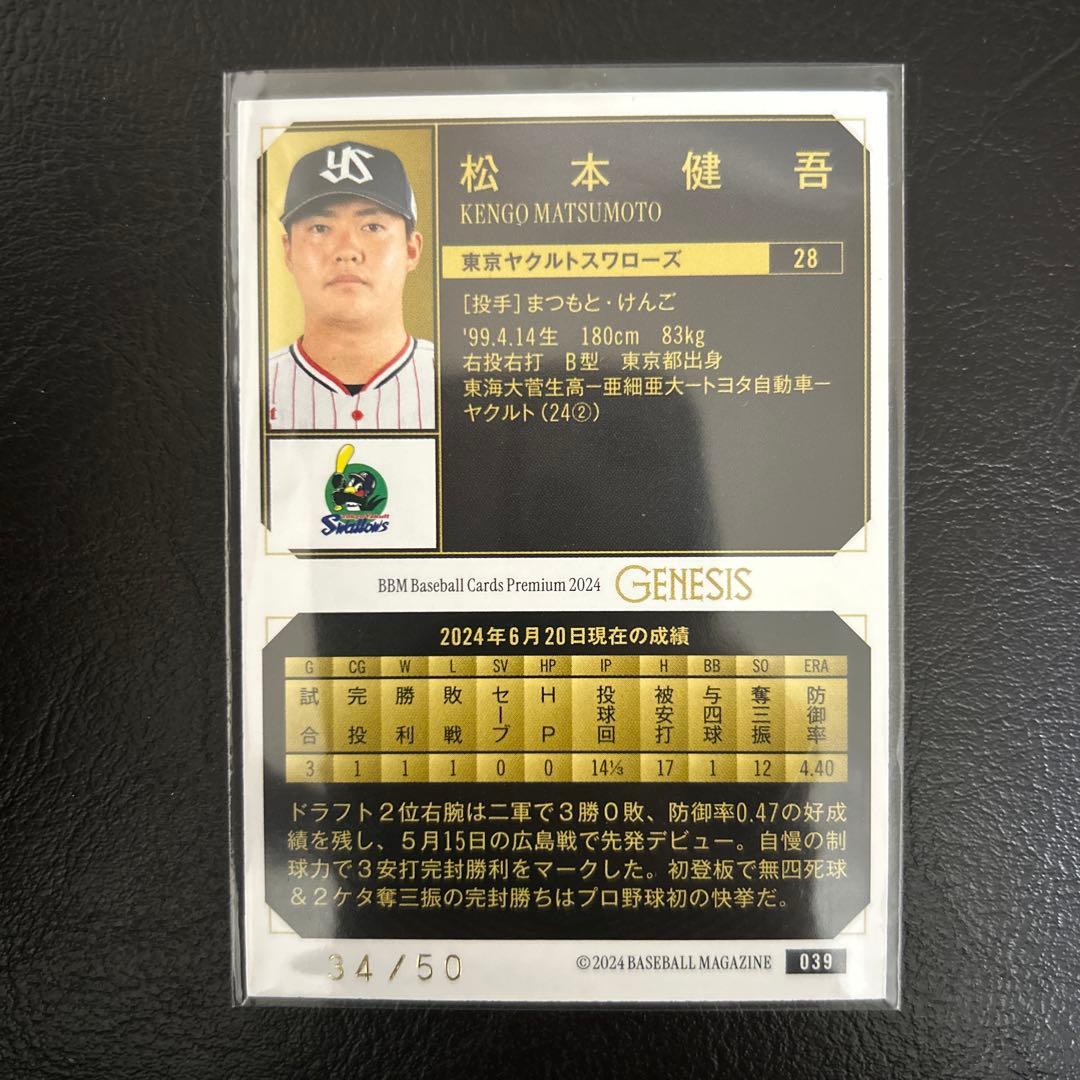 YS
松本健吾
KENGO MATSUMOTO
東京ヤクルトスワローズ 28
[投手]まつもと・けんご
'99.4.14生 180cm 83kg
右投右打 B型 東京都出身
東海大菅生高ー亜細亜大ートヨタ自動車ー
ヤクルト(24②)
t
Tokyo Yakult
Swallows
BBM Baseball Cards Premium 2024 GENESIS
2024年6月20日現在の成績
G CG W L SV HP IP H BB SO ERA
試合 完投 勝利 敗戦 セーブ HP 投球回 被安打 与四球 奪三振 防御率
3 1 1 1 0 0 14⅓ 17 1 12 4.40
ドラフト2位右腕は二軍で3勝0敗、防御率0.47の好成
績を残し、5月15日の広島戦で先発デビュー。自慢の制
球力で3安打完封勝利をマークした。初登板で無四死球
&2ケタ奪三振の完封勝ちはプロ野球初の快挙だ。
34/50
©2024 BASEBALL MAGAZINE 039